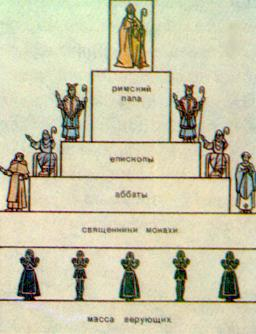 римский
папа
епископы
аббаты
священники монахи
масса верующих